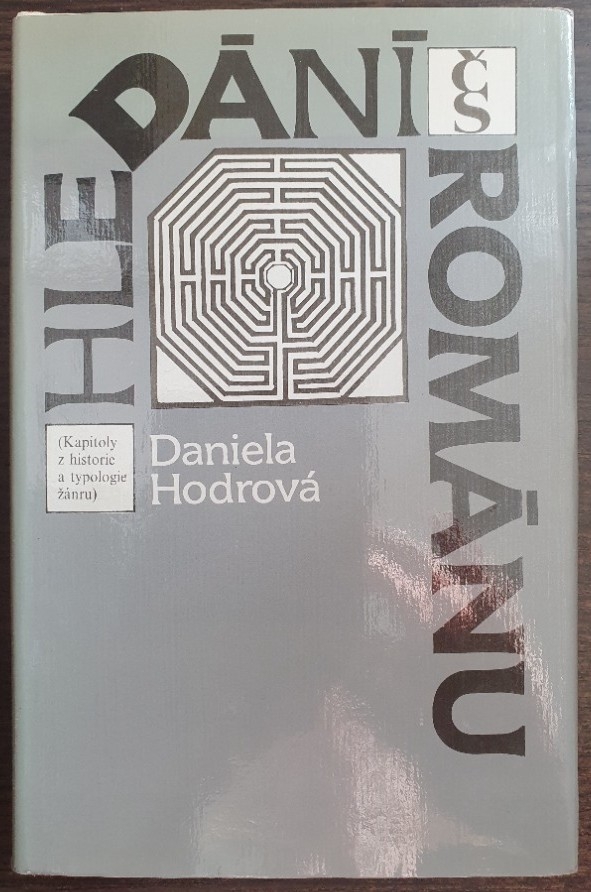 HLEDÁNÍ
ČS
ROMÁNU
(Kapitoly
z historie
a typologie
žánru)
Daniela
Hodrová